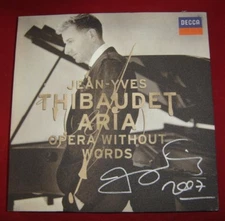 DECCA
JEAN-YVES
THIBAUDET
ARIA
OPERA WITHOUT
WORDS
2007